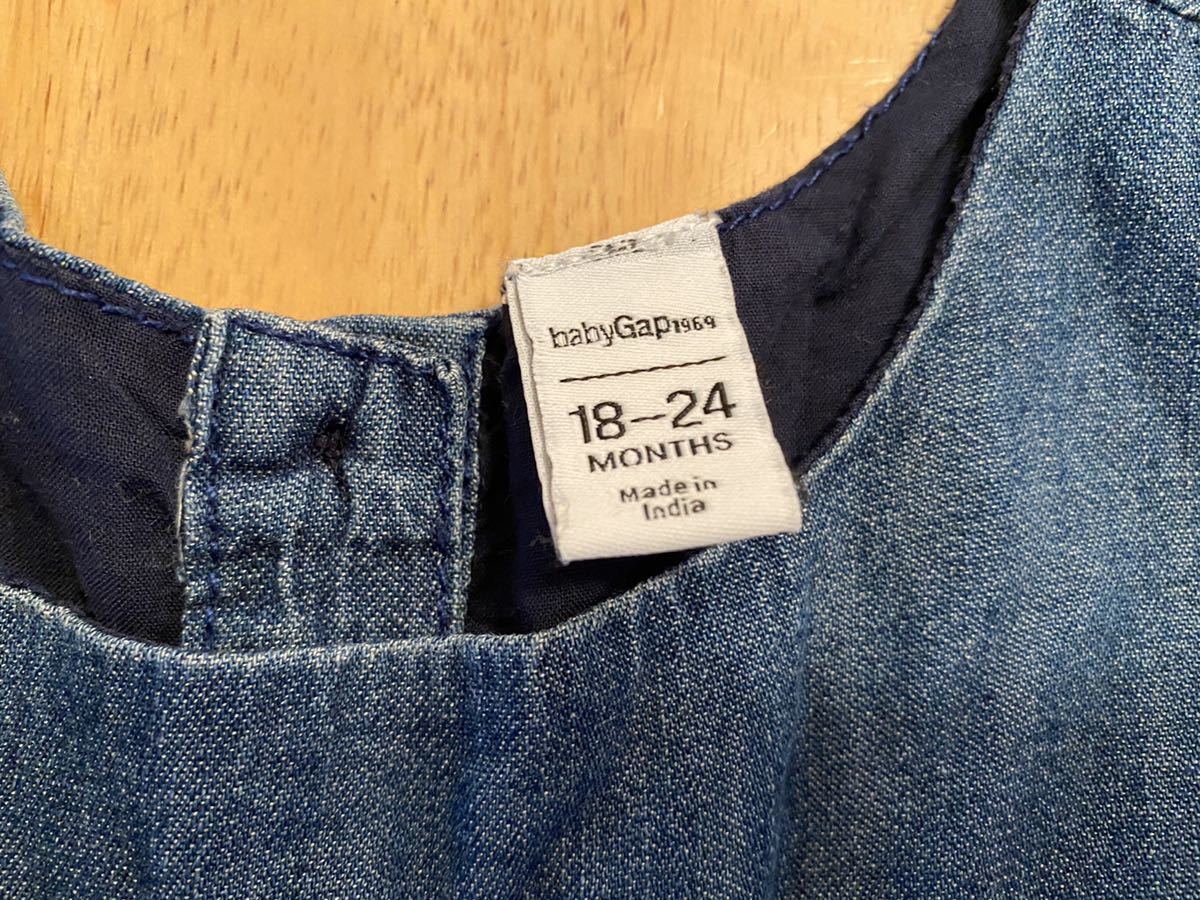 babyGap1969
18–24
MONTHS
Made in
India